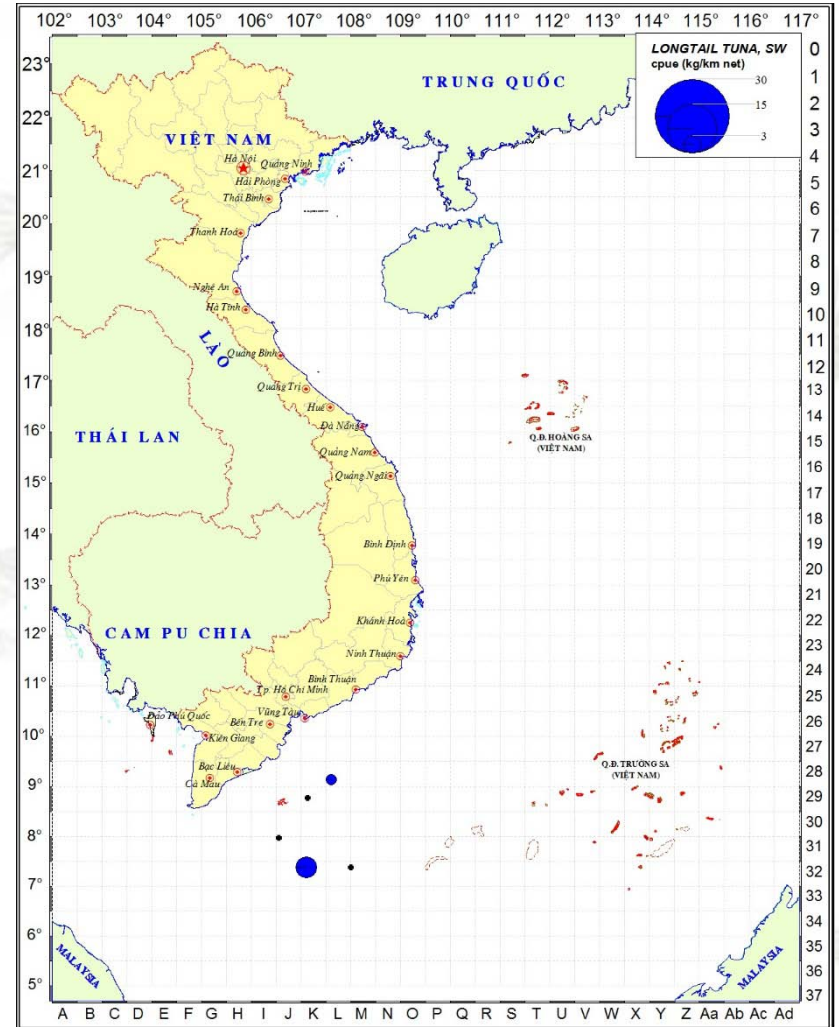 102 103 104 105 106 107 108 109 110 111 112 113 114 115° 116° 117°
LONGTAIL TUNA, SW
cpue (kg/km net)
30
15
3
23°
22°
21°
20°
19°
18°
17°
16°
15°
14°
13°
12°
11°
10°
9°
8°
7°
6°
5°
0
1
2
3
4
5
6
7
8
9
10
11
12
13
14
15
16
17
18
19
20
21
22
23
24
25
26
27
28
29
30
31
32
33
34
35
36
37
TRUNG QUỐC
VIỆT NAM
Hà Nội
Quảng Ninh
Hải Phòng
Thái Bình
Thanh Hoá
Nghệ An
Hà Tĩnh
LÀO
Quảng Bình
Quảng Trị
Huế
Đà Nẵng
THÁI LAN
Quảng Nam
Quảng Ngãi
Q.Đ. HOÀNG SA
(VIỆT NAM)
Bình Định
Phú Yên
Khánh Hoà
CAM PU CHIA
Ninh Thuận
Bình Thuận
Tp. Hồ Chí Minh
Vũng Tàu
Đảo Phú Quốc
Bến Tre
Kiên Giang
Bạc Liêu
Cà Mau
Q.Đ. TRƯỜNG SA
(VIỆT NAM)
MALAYSIA
MALAYSIA
A B C D E F G H I J K L M N O P Q R S T U V W X Y Z Aa Ab Ac Ad